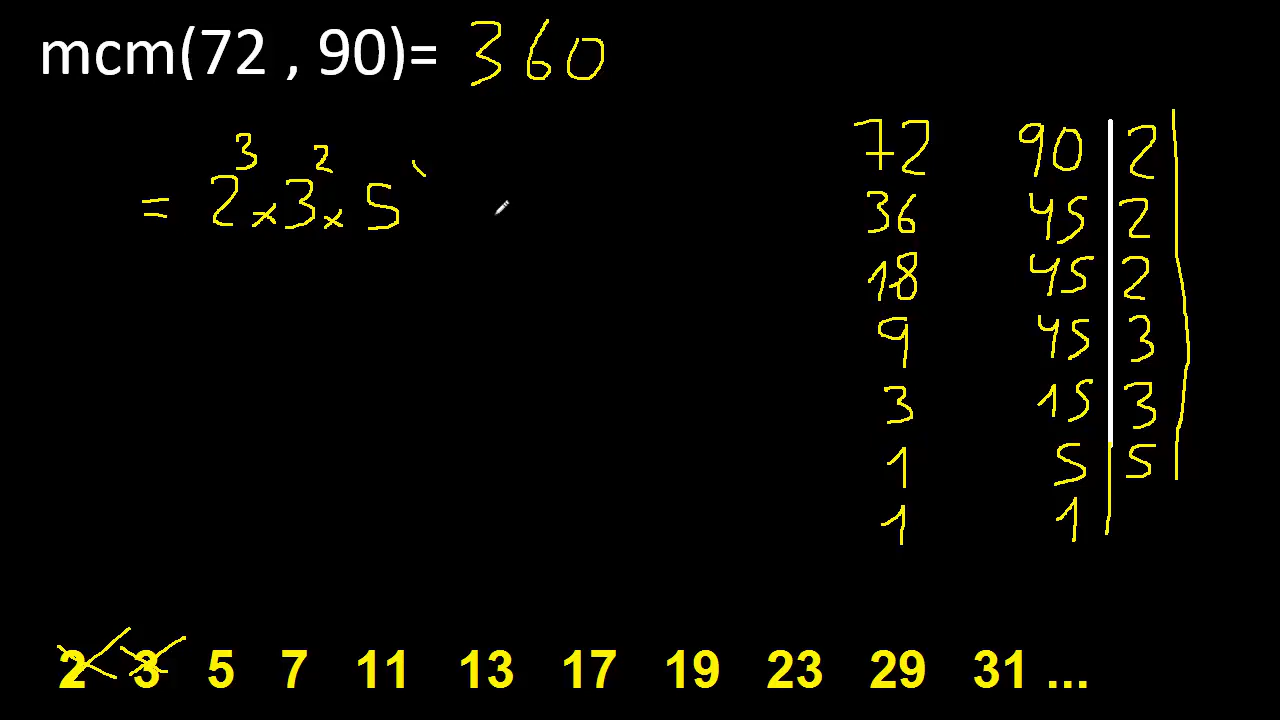 mcm(72 , 90)= 360
= 2³ × 3² × 5
72 90 | 2
36 45 | 2
18 45 | 2
9 45 | 3
3 15 | 3
1 5 | 5
1 1 |
2 3 5 7 11 13 17 19 23 29 31 ...